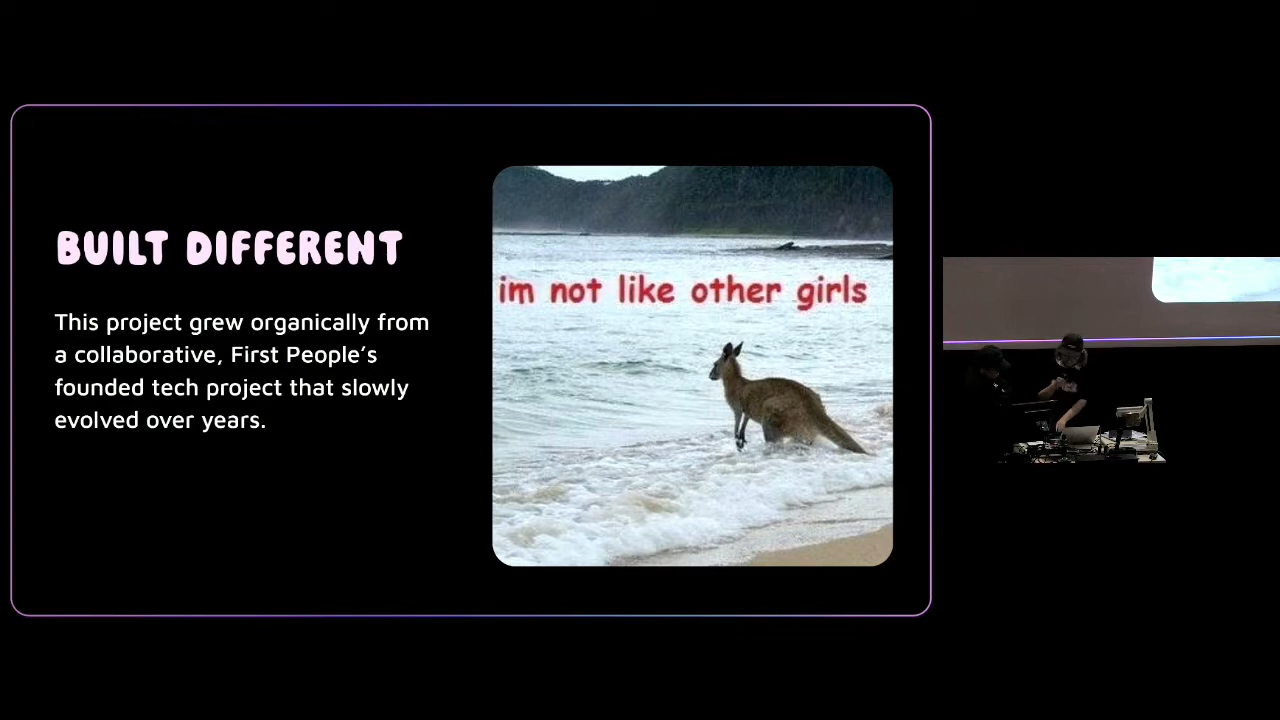 BUILT DIFFERENT
This project grew organically from
a collaborative, First People’s
founded tech project that slowly
evolved over years.
im not like other girls